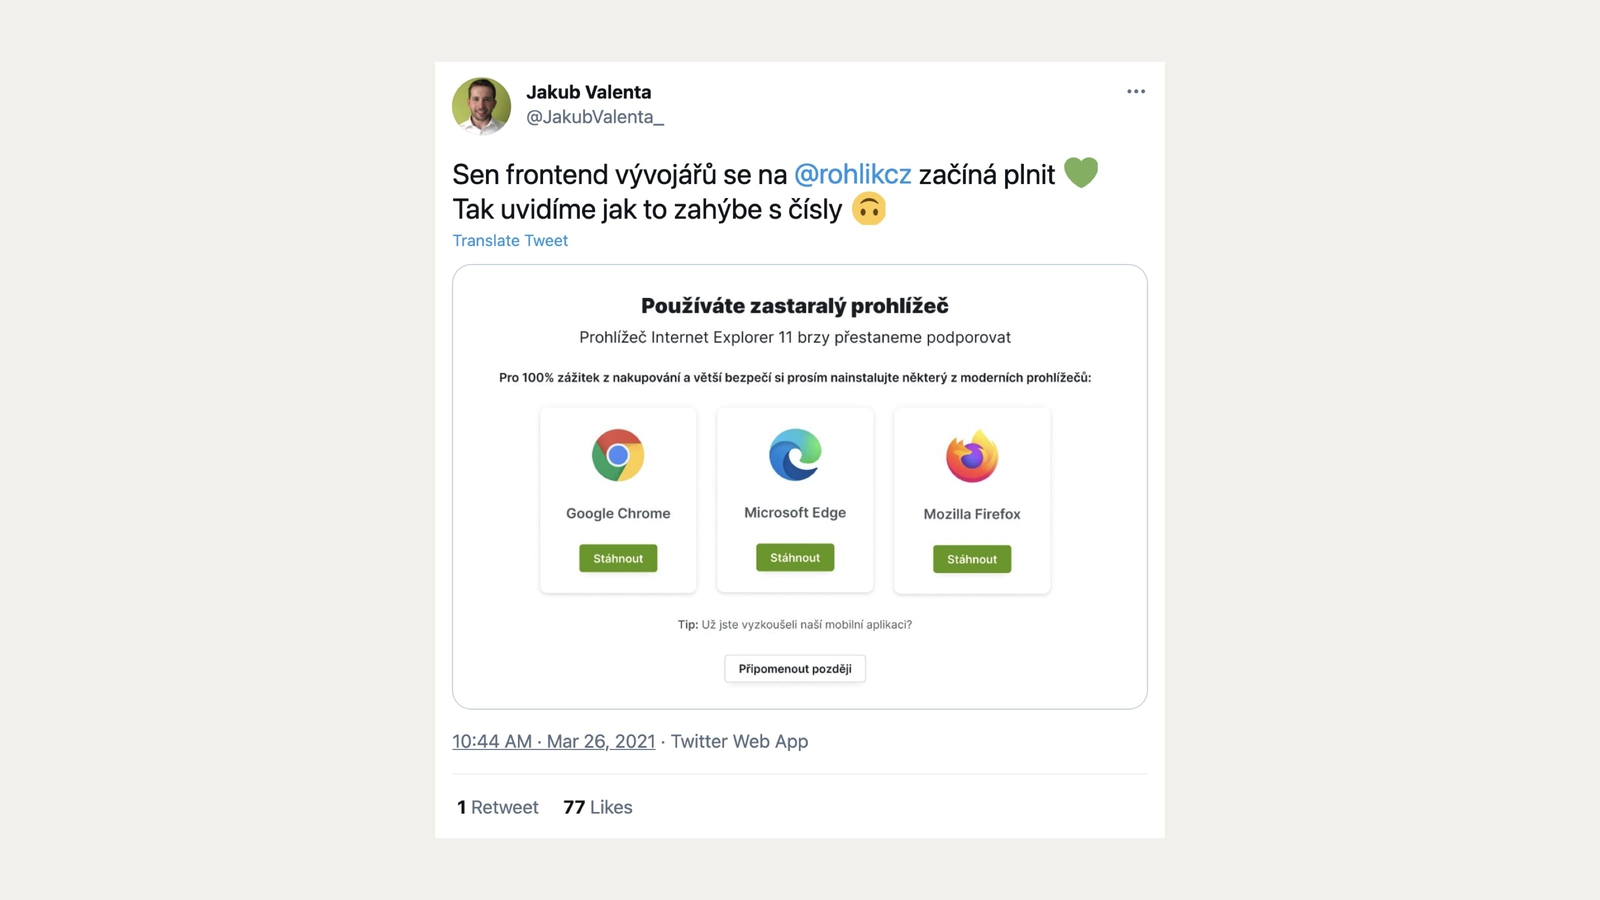 Jakub Valenta
@JakubValenta_
Sen frontend vývojářů se na @rohlikcz začíná plnit 💚
Tak uvidíme jak to zahýbe s čísly 🙃
Translate Tweet
Používáte zastaralý prohlížeč
Prohlížeč Internet Explorer 11 brzy přestaneme podporovat
Pro 100% zážitek z nakupování a větší bezpečí si prosím nainstalujte některý z moderních prohlížečů:
Google Chrome
Stáhnout
Microsoft Edge
Stáhnout
Mozilla Firefox
Stáhnout
Tip: Už jste vyzkoušeli naší mobilní aplikaci?
Připomenout později
10:44 AM · Mar 26, 2021 · Twitter Web App
1 Retweet 77 Likes